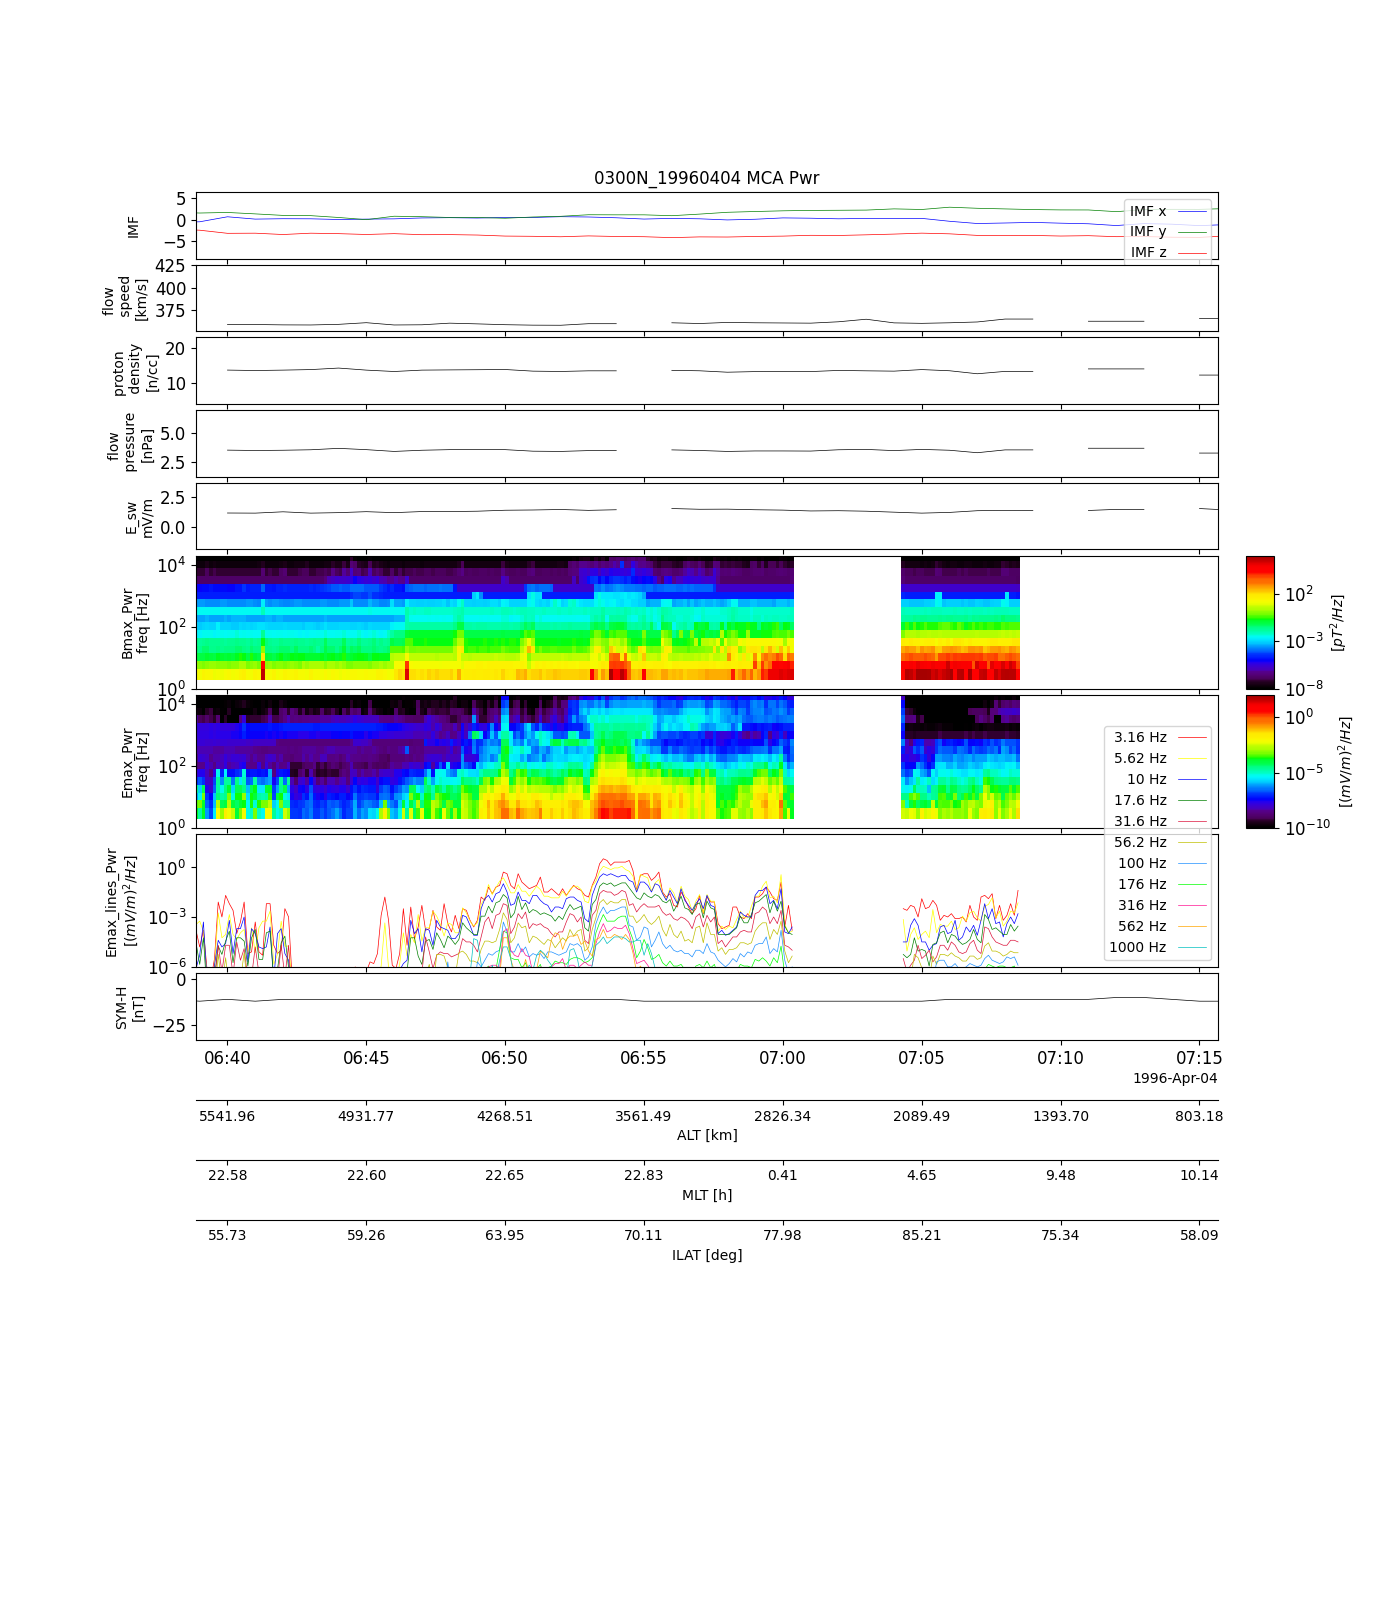 0300N_19960404 MCA Pwr
IMF
5
0
−5
IMF x
IMF y
IMF z
flow
speed
[km/s]
425
400
375
proton
density
[n/cc]
20
10
flow
pressure
[nPa]
5.0
2.5
E_sw
mV/m
2.5
0.0
Bmax_Pwr
freq [Hz]
10^4
10^2
10^0
10^2
10^−3
10^−8
[pT^2/Hz]
Emax_Pwr
freq [Hz]
10^4
10^2
10^0
10^0
10^−5
10^−10
[(mV/m)^2/Hz]
3.16 Hz
5.62 Hz
10 Hz
17.6 Hz
31.6 Hz
56.2 Hz
100 Hz
176 Hz
316 Hz
562 Hz
1000 Hz
Emax_lines_Pwr
[(mV/m)^2/Hz]
10^0
10^−3
10^−6
SYM-H
[nT]
0
−25
06:40 06:45 06:50 06:55 07:00 07:05 07:10 07:15
1996-Apr-04
5541.96 4931.77 4268.51 3561.49 2826.34 2089.49 1393.70 803.18
ALT [km]
22.58 22.60 22.65 22.83 0.41 4.65 9.48 10.14
MLT [h]
55.73 59.26 63.95 70.11 77.98 85.21 75.34 58.09
ILAT [deg]